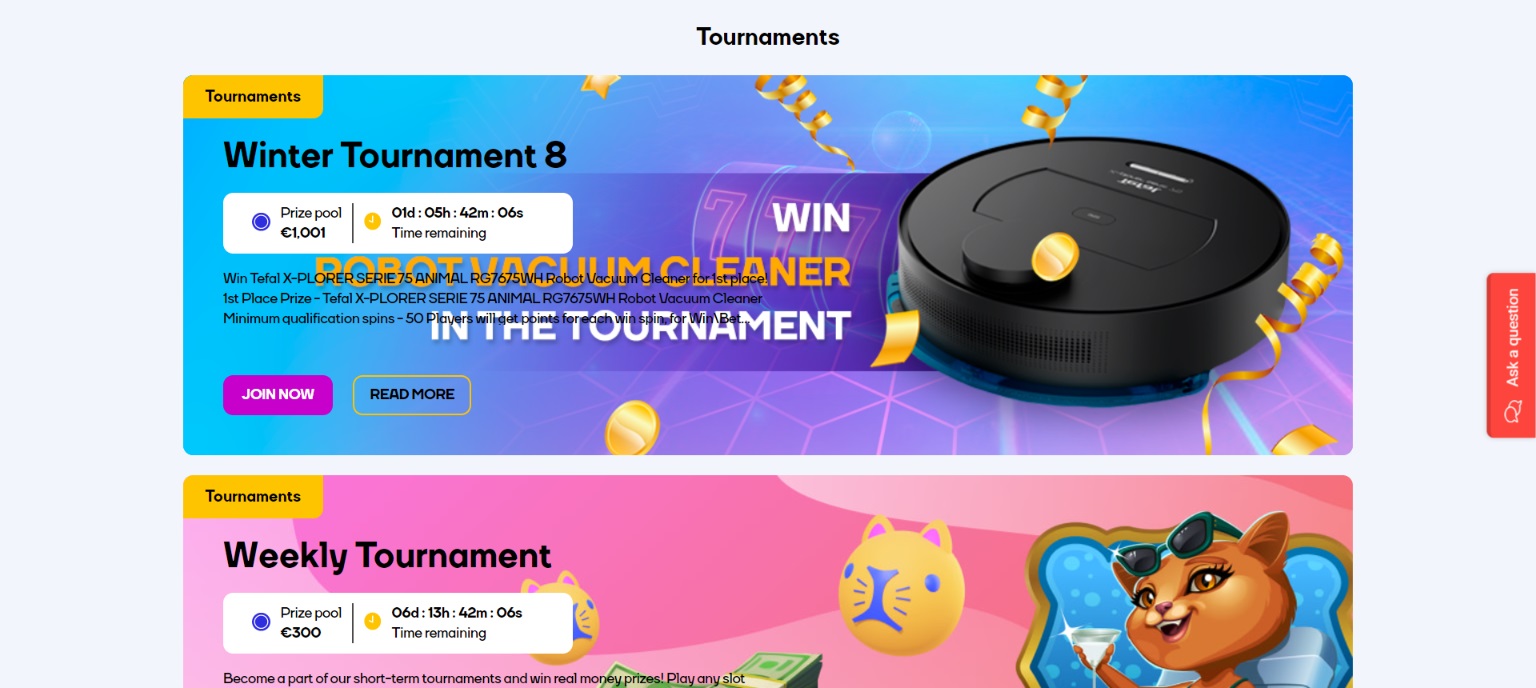 Tournaments
Tournaments
Winter Tournament 8
Prize pool
€1,001
01d : 05h : 42m : 06s
Time remaining
WIN
ROBOT VACUUM CLEANER
IN THE TOURNAMENT
Win Tefal X-PLORER SERIE 75 ANIMAL RG7675WH Robot Vacuum Cleaner for 1st place!
1st Place Prize - Tefal X-PLORER SERIE 75 ANIMAL RG7675WH Robot Vacuum Cleaner
Minimum qualification spins - 50 Players will get points for each win spin, for Win\Bet...
JOIN NOW
READ MORE
777
Tefal
Ask a question
Tournaments
Weekly Tournament
Prize pool
€300
06d : 13h : 42m : 06s
Time remaining
Become a part of our short-term tournaments and win real money prizes! Play any slot